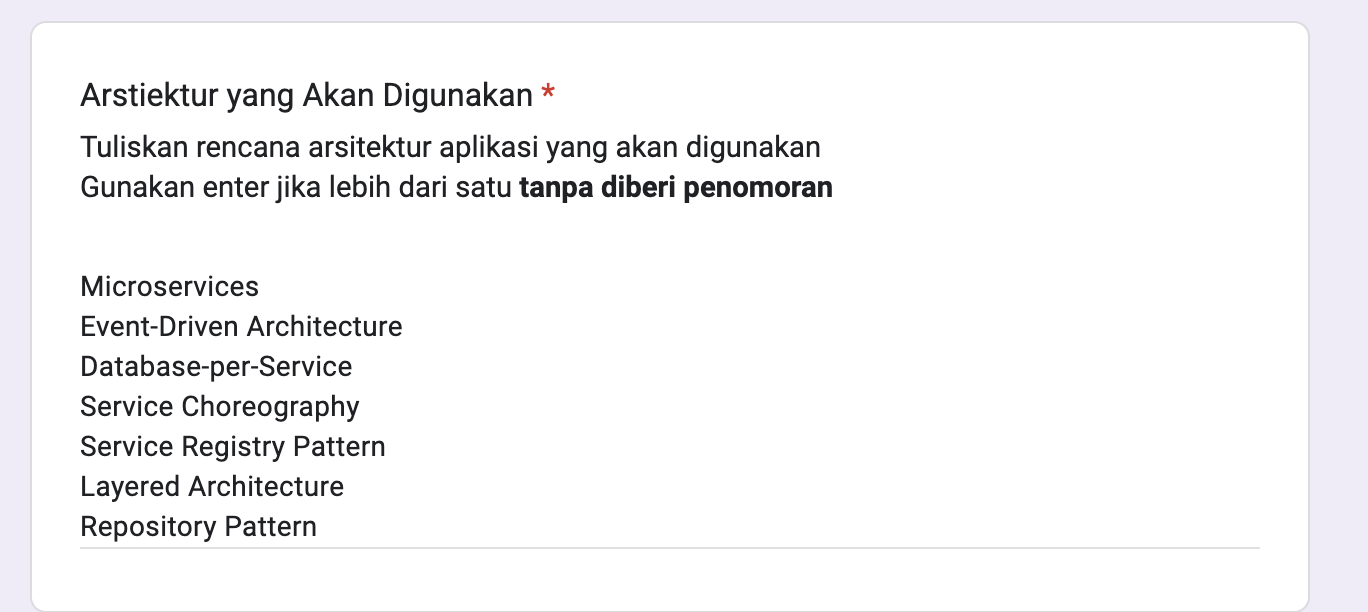 Arstiektur yang Akan Digunakan *
Tuliskan rencana arsitektur aplikasi yang akan digunakan
Gunakan enter jika lebih dari satu tanpa diberi penomoran
Microservices
Event-Driven Architecture
Database-per-Service
Service Choreography
Service Registry Pattern
Layered Architecture
Repository Pattern